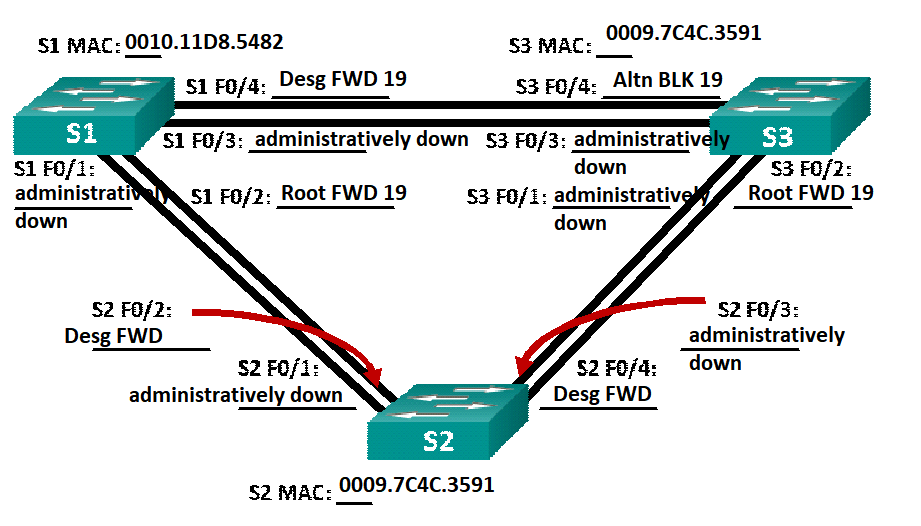 S1 MAC: 0010.11D8.5482
S3 MAC: 0009.7C4C.3591
S1 F0/4: Desg FWD 19
S3 F0/4: Altn BLK 19
S1
S3
S1 F0/3: administratively down
S3 F0/3: administratively
down
S1 F0/1:
administratively
down
S1 F0/2: Root FWD 19
S3 F0/1: administratively
down
S3 F0/2:
Root FWD 19
S2 F0/2:
Desg FWD
S2 F0/3:
administratively
down
S2 F0/1:
administratively down
S2 F0/4:
Desg FWD
S2
S2 MAC: 0009.7C4C.3591